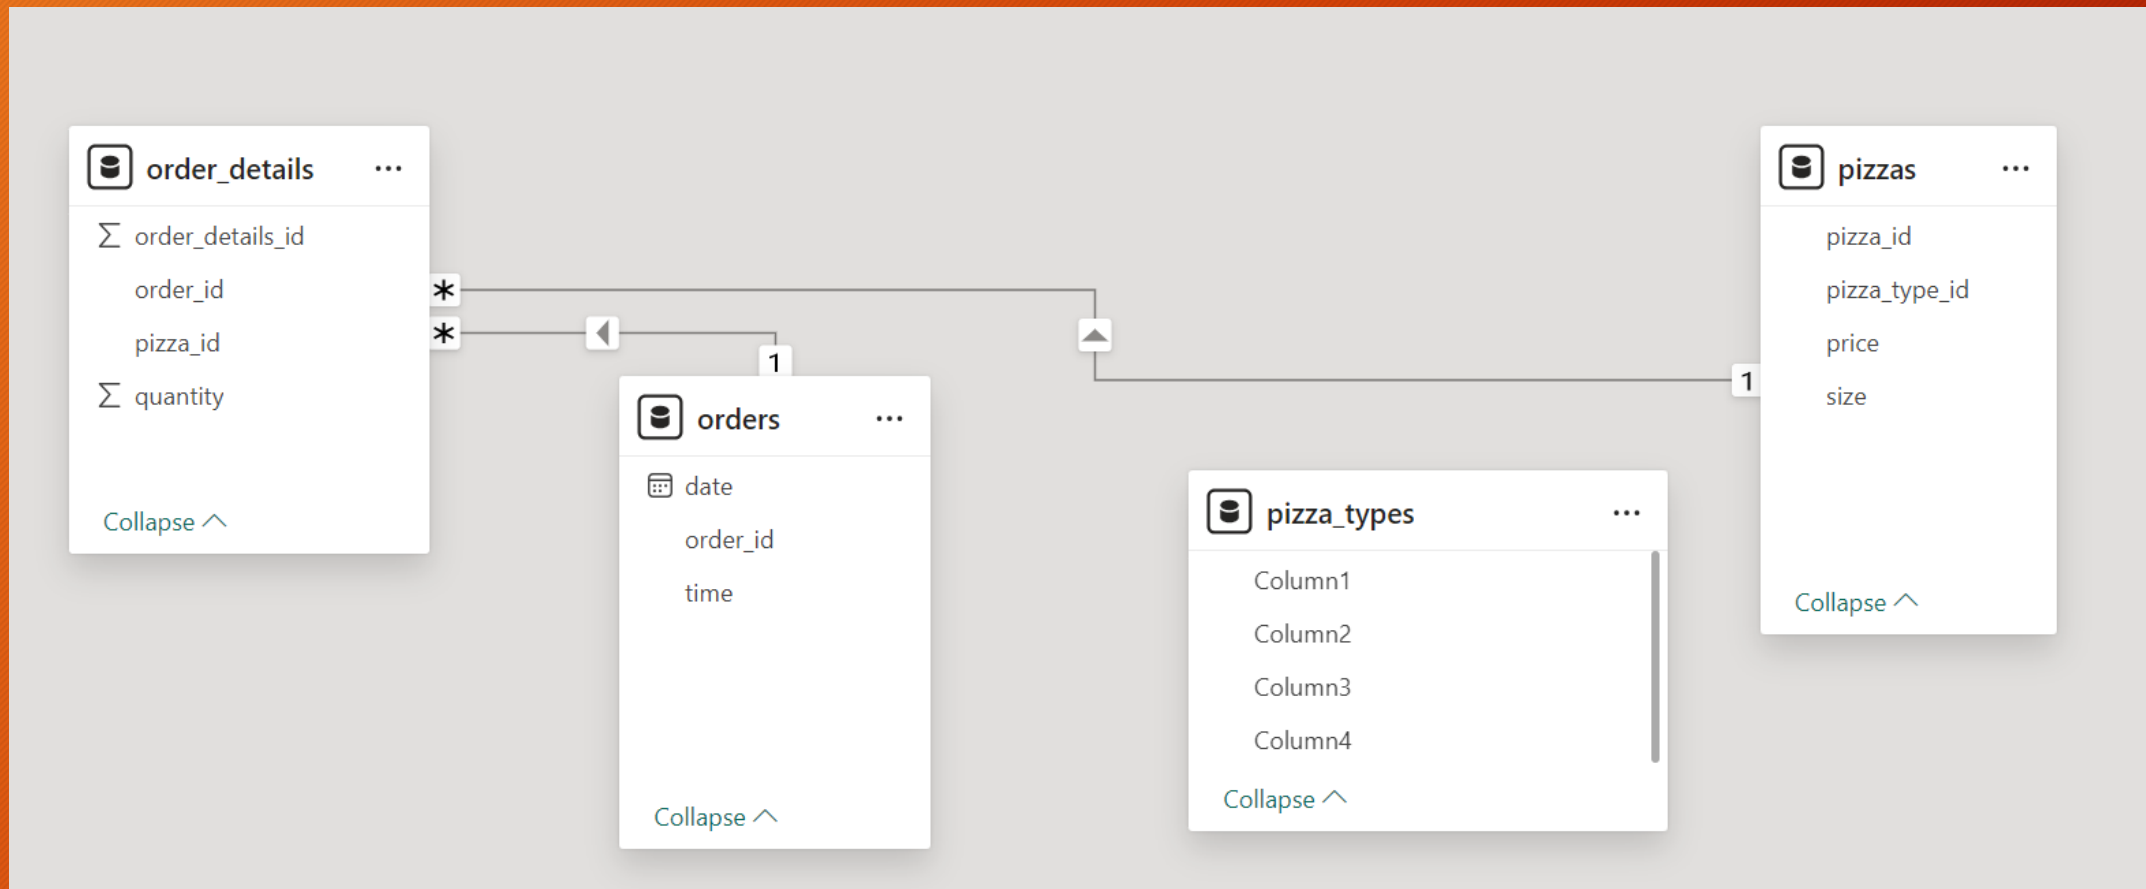 order_details
order_details_id
order_id
pizza_id
quantity
Collapse
*
*
1
orders
date
order_id
time
Collapse
pizza_types
Column1
Column2
Column3
Column4
Collapse
1
pizzas
pizza_id
pizza_type_id
price
size
Collapse